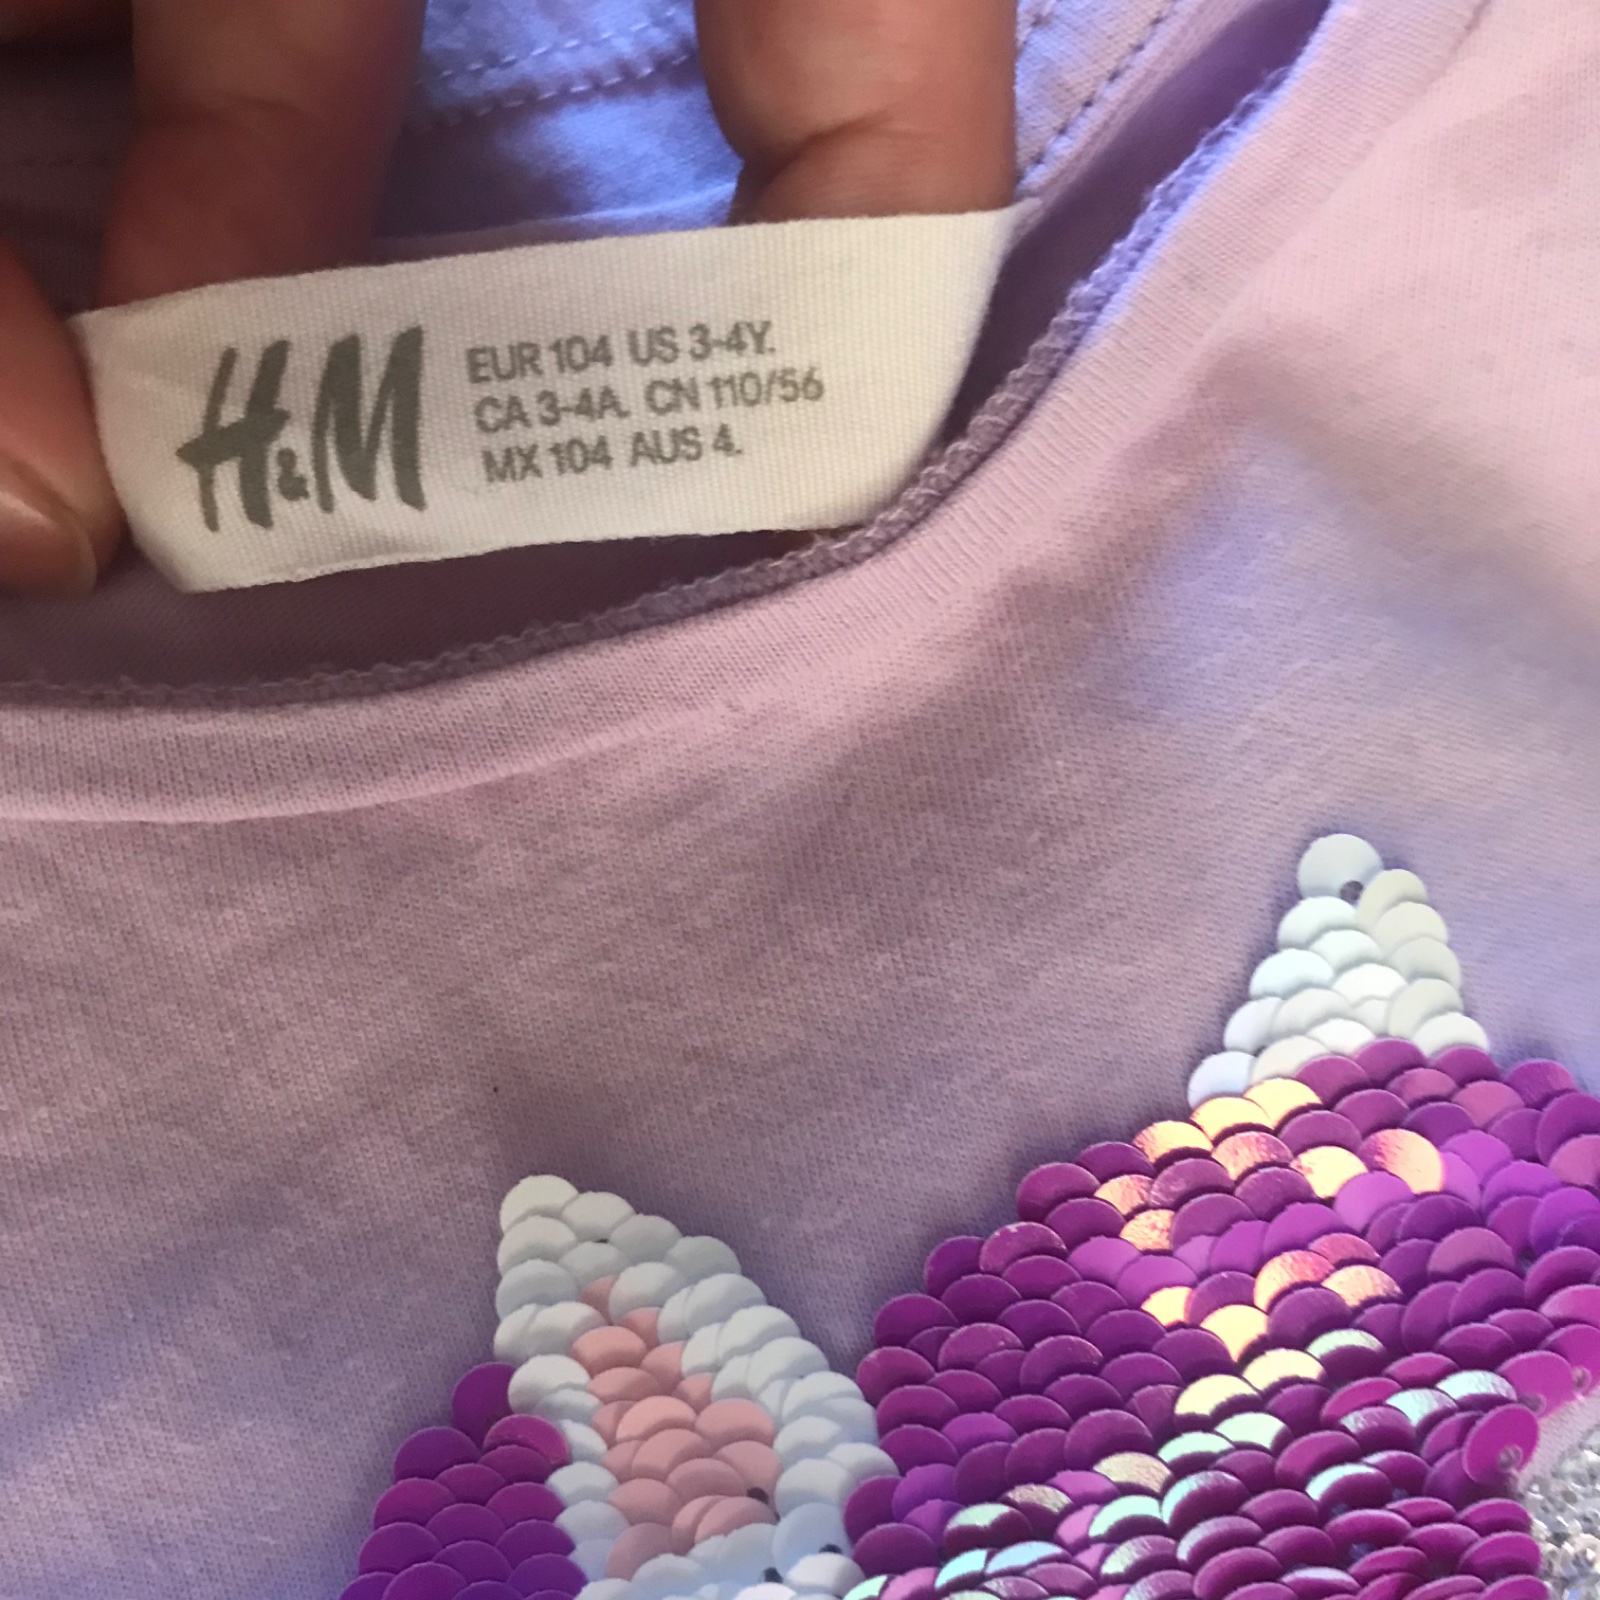 H&M
EUR 104 US 3-4Y.
CA 3-4A. CN 110/56
MX 104 AUS 4.